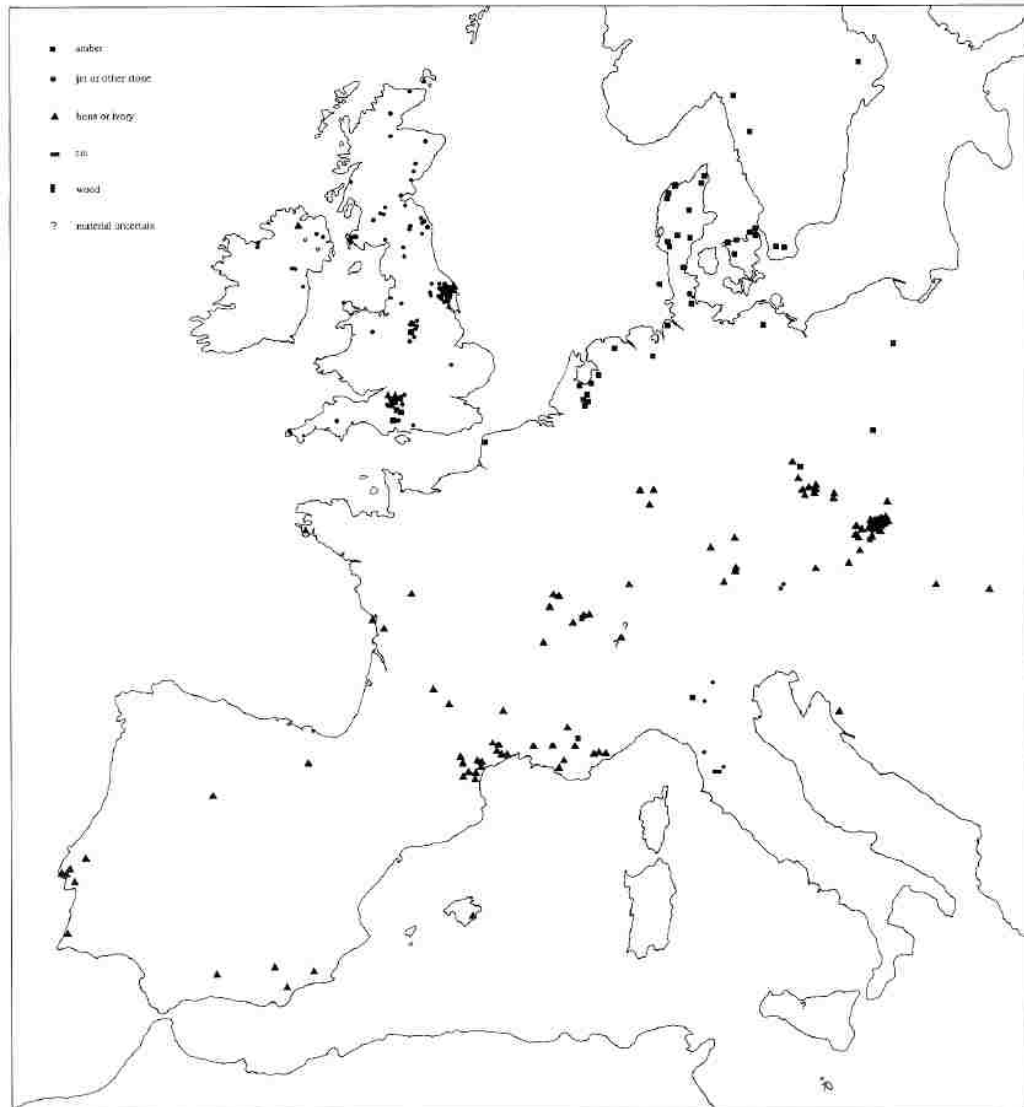 amber
jet or other stone
bone or ivory
tin
wood
? material uncertain